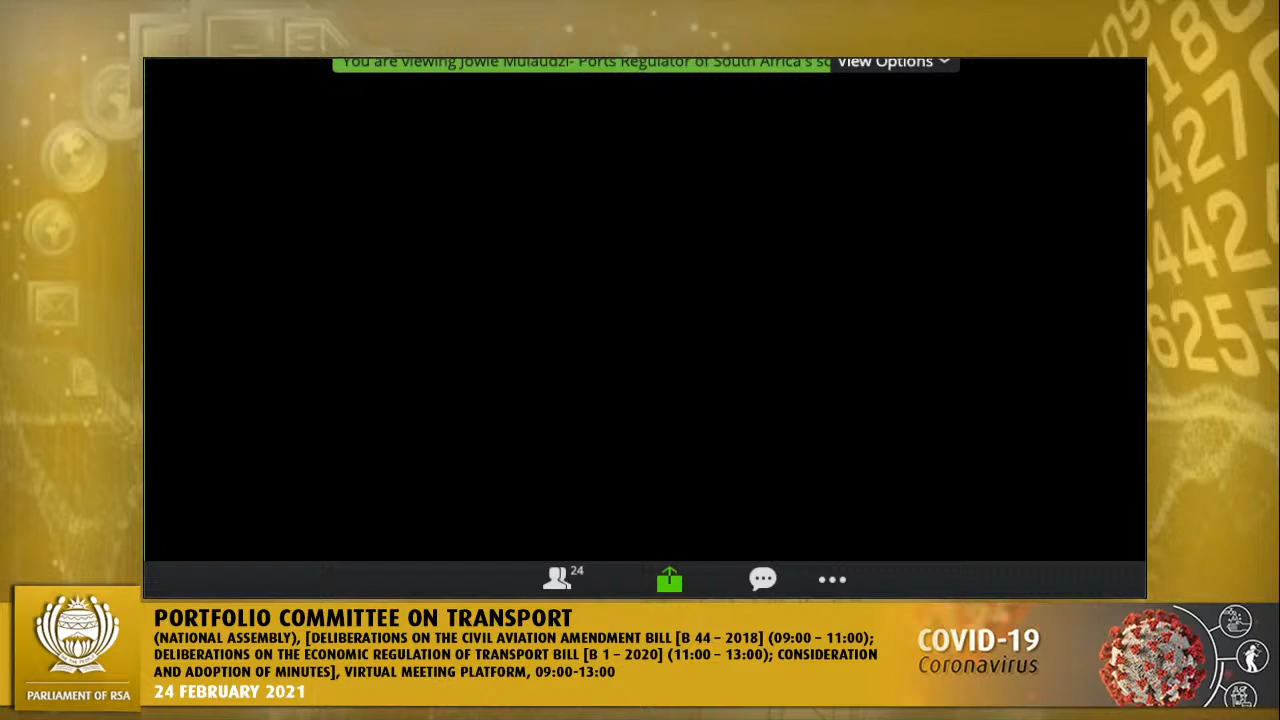 You are viewing Jowie Mulaudzi- Ports Regulator of South Africa's sc
View Options
24
PORTFOLIO COMMITTEE ON TRANSPORT
(NATIONAL ASSEMBLY), [DELIBERATIONS ON THE CIVIL AVIATION AMENDMENT BILL [B 44 – 2018] (09:00 – 11:00);
DELIBERATIONS ON THE ECONOMIC REGULATION OF TRANSPORT BILL [B 1 – 2020] (11:00 – 13:00); CONSIDERATION
AND ADOPTION OF MINUTES], VIRTUAL MEETING PLATFORM, 09:00-13:00
24 FEBRUARY 2021
PARLIAMENT OF RSA
COVID-19
Coronavirus
427
442
6255